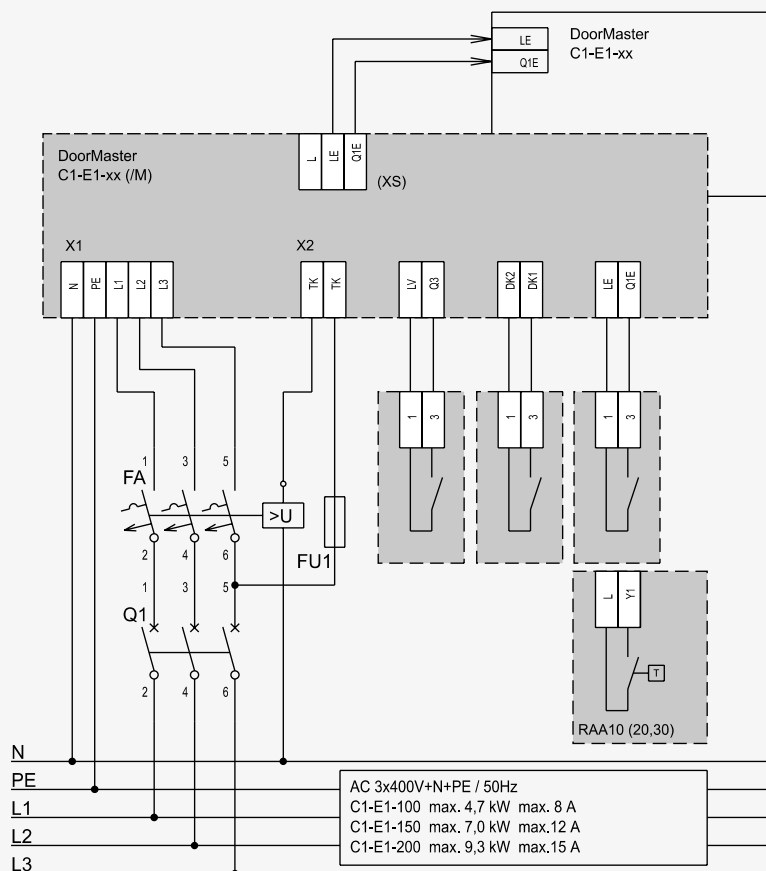 LE
Q1E
DoorMaster
C1-E1-xx
DoorMaster
C1-E1-xx (/M)
L
LE
Q1E
(XS)
X1
X2
N
PE
L1
L2
L3
TK
TK
LV
Q3
DK2
DK1
LE
Q1E
1
3
1
3
1
3
1
3
5
FA
>U
FU1
2
4
6
1
3
5
Q1
2
4
6
L
Y1
T
RAA10 (20,30)
N
PE
L1
L2
L3
AC 3x400V+N+PE / 50Hz
C1-E1-100 max. 4,7 kW max. 8 A
C1-E1-150 max. 7,0 kW max.12 A
C1-E1-200 max. 9,3 kW max.15 A